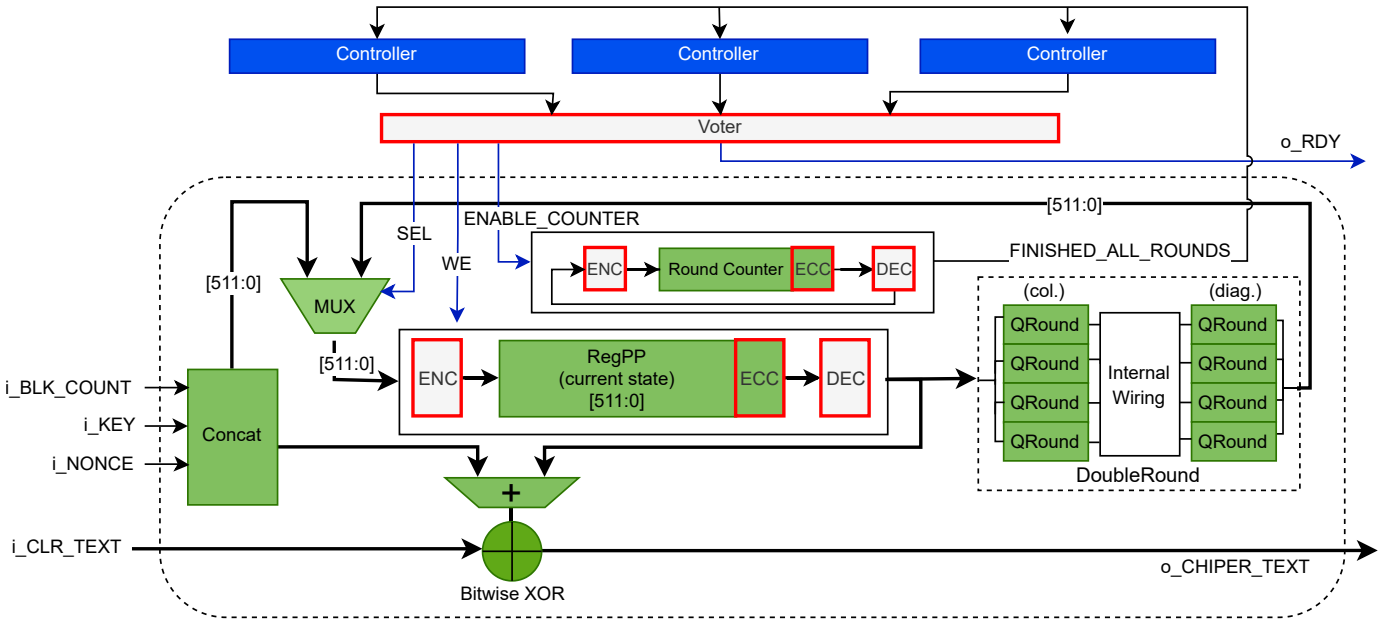 Controller
Controller
Controller
Voter
o_RDY
SEL
WE
ENABLE_COUNTER
[511:0]
FINISHED_ALL_ROUNDS
[511:0]
MUX
ENC
Round Counter
ECC
DEC
[511:0]
ENC
RegPP
(current state)
[511:0]
ECC
DEC
(col.)
(diag.)
QRound
QRound
QRound
QRound
Internal
Wiring
QRound
QRound
QRound
QRound
DoubleRound
i_BLK_COUNT
i_KEY
i_NONCE
Concat
+
i_CLR_TEXT
Bitwise XOR
o_CHIPER_TEXT